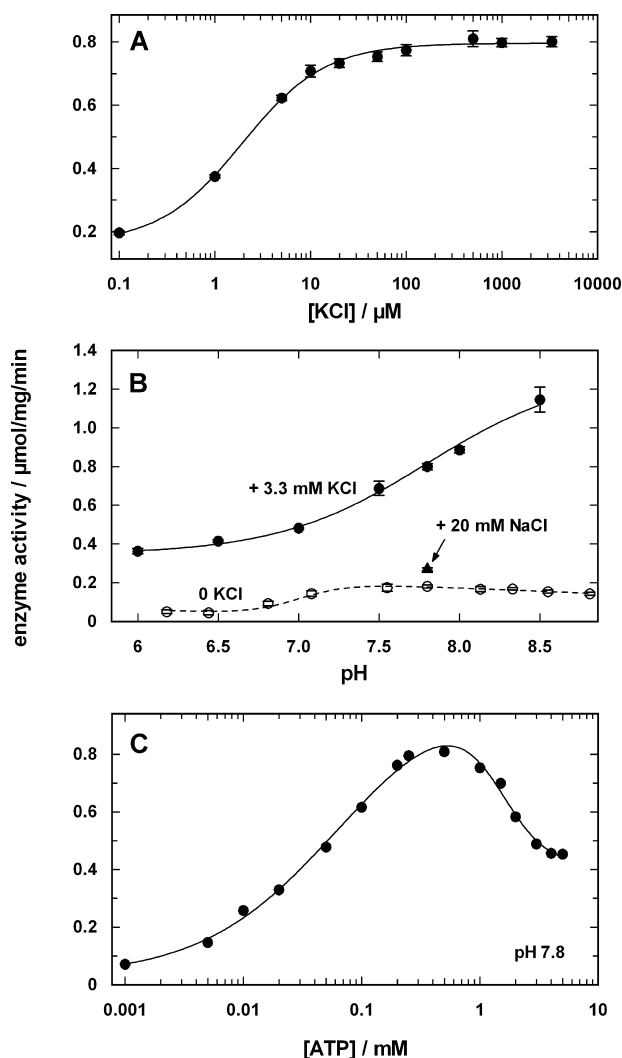 A
0.8
0.6
0.4
0.2
0.1 1 10 100 1000 10000
[KCl] / µM
enzyme activity / µmol/mg/min
B
1.4
1.2
1.0
0.8
0.6
0.4
0.2
0
+ 3.3 mM KCl
+ 20 mM NaCl
0 KCl
6 6.5 7.0 7.5 8.0 8.5
pH
C
0.8
0.6
0.4
0.2
0
pH 7.8
0.001 0.01 0.1 1 10
[ATP] / mM